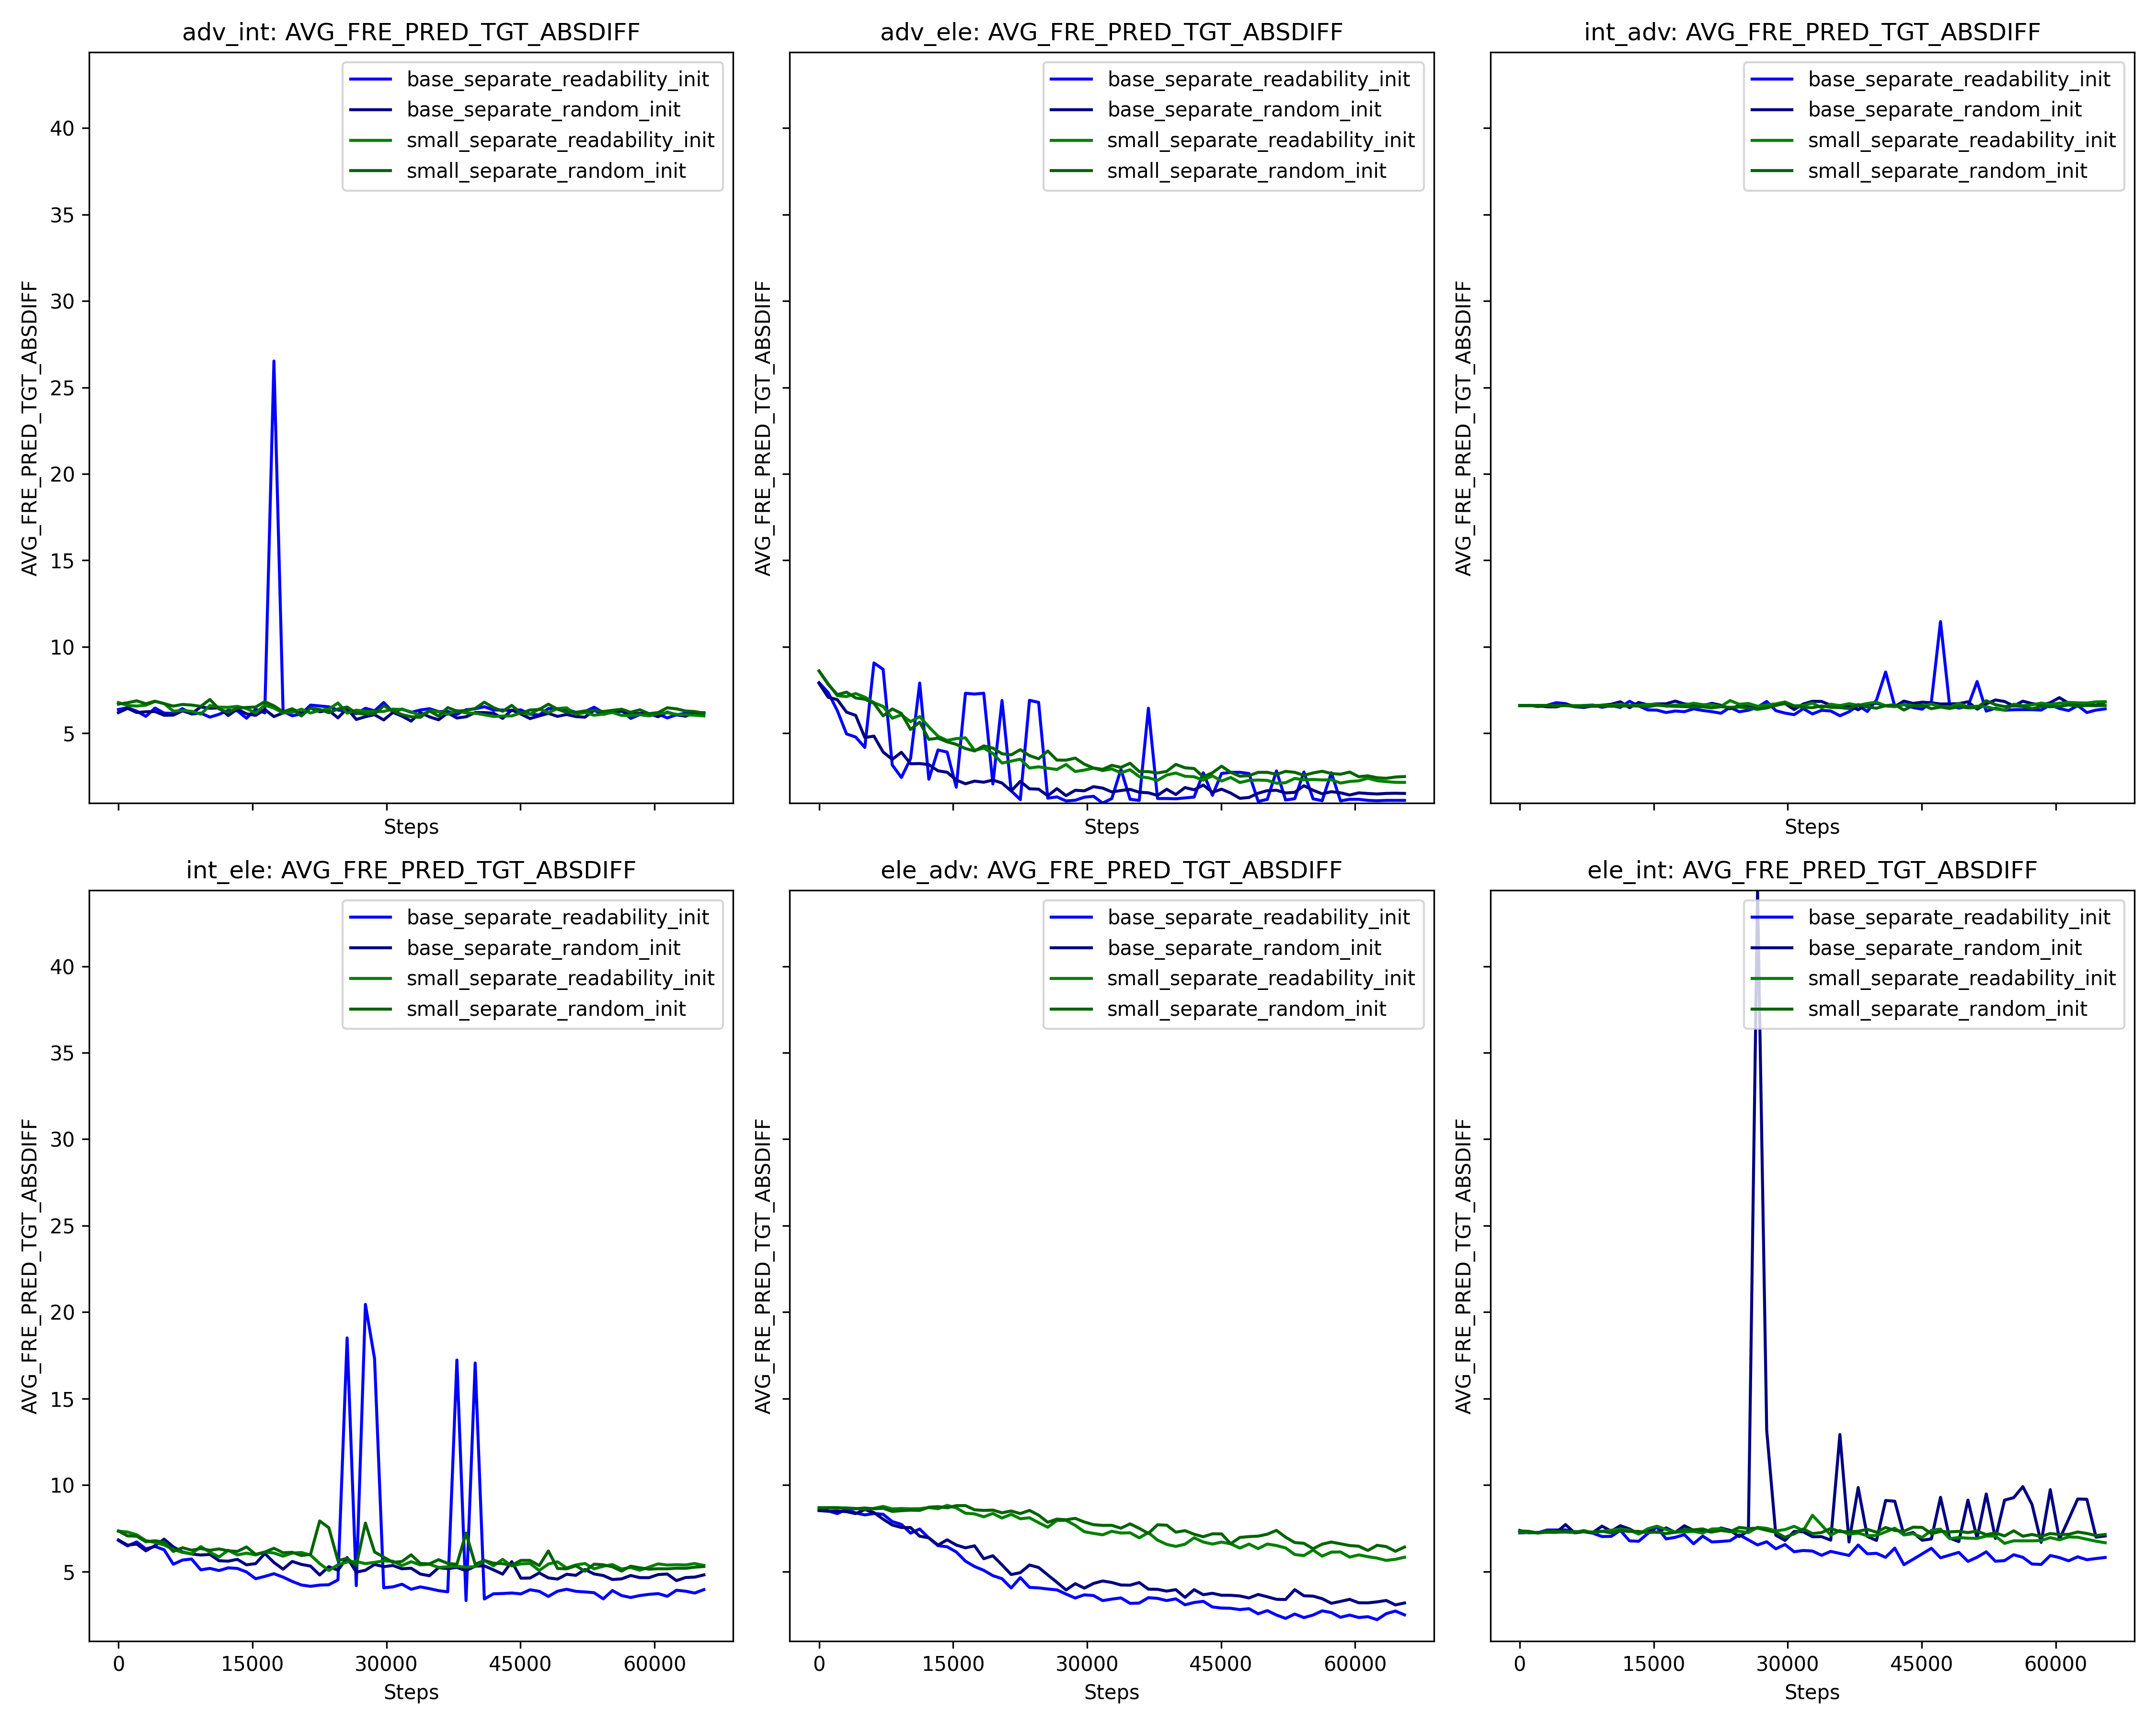 adv_int: AVG_FRE_PRED_TGT_ABSDIFF
AVG_FRE_PRED_TGT_ABSDIFF
40
35
30
25
20
15
10
5
base_separate_readability_init
base_separate_random_init
small_separate_readability_init
small_separate_random_init
Steps
adv_ele: AVG_FRE_PRED_TGT_ABSDIFF
AVG_FRE_PRED_TGT_ABSDIFF
base_separate_readability_init
base_separate_random_init
small_separate_readability_init
small_separate_random_init
Steps
int_adv: AVG_FRE_PRED_TGT_ABSDIFF
AVG_FRE_PRED_TGT_ABSDIFF
base_separate_readability_init
base_separate_random_init
small_separate_readability_init
small_separate_random_init
Steps
int_ele: AVG_FRE_PRED_TGT_ABSDIFF
AVG_FRE_PRED_TGT_ABSDIFF
40
35
30
25
20
15
10
5
base_separate_readability_init
base_separate_random_init
small_separate_readability_init
small_separate_random_init
0 15000 30000 45000 60000
Steps
ele_adv: AVG_FRE_PRED_TGT_ABSDIFF
AVG_FRE_PRED_TGT_ABSDIFF
base_separate_readability_init
base_separate_random_init
small_separate_readability_init
small_separate_random_init
0 15000 30000 45000 60000
Steps
ele_int: AVG_FRE_PRED_TGT_ABSDIFF
AVG_FRE_PRED_TGT_ABSDIFF
base_separate_readability_init
base_separate_random_init
small_separate_readability_init
small_separate_random_init
0 15000 30000 45000 60000
Steps